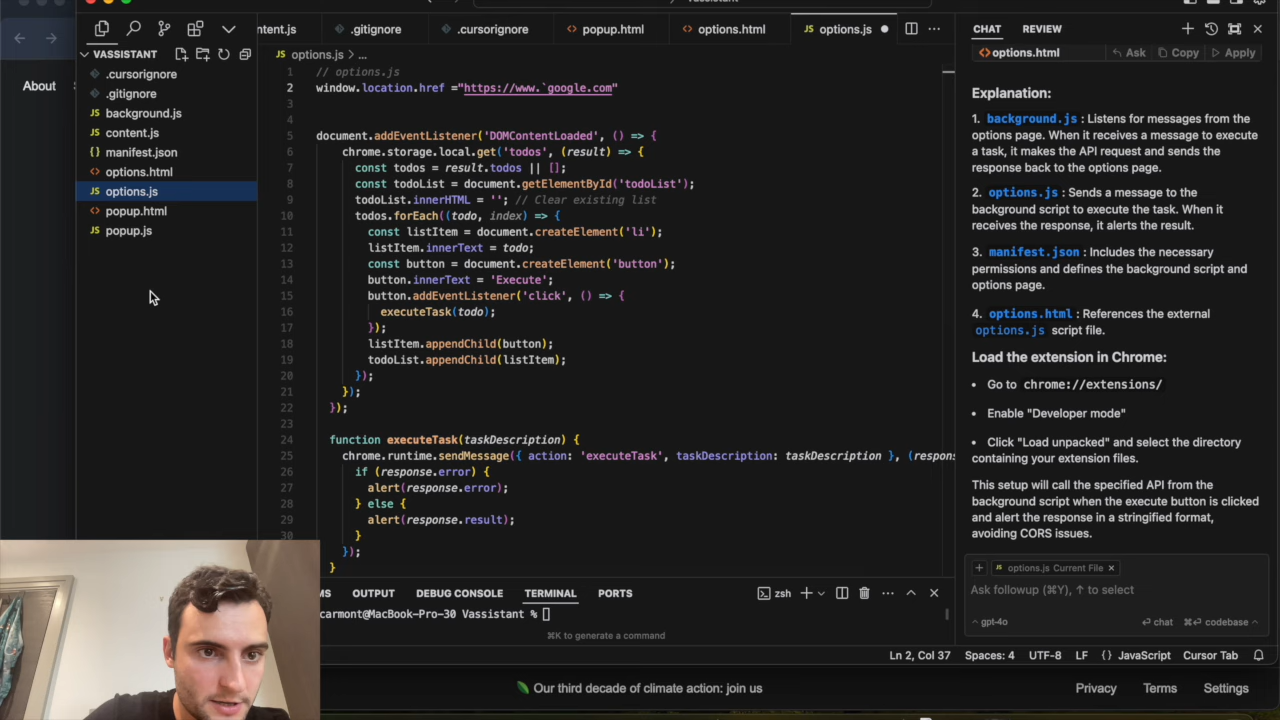 Vassistant
About
VASSISTANT
.cursorignore
.gitignore
JS background.js
JS content.js
{} manifest.json
<> options.html
JS options.js
<> popup.html
JS popup.js
ntent.js
.gitignore
.cursorignore
<> popup.html
<> options.html
JS options.js
JS options.js > ...
1 // options.js
2 window.location.href ="https://www.`google.com"
3
4
5 document.addEventListener('DOMContentLoaded', () => {
6 chrome.storage.local.get('todos', (result) => {
7 const todos = result.todos || [];
8 const todoList = document.getElementById('todoList');
9 todoList.innerHTML = ''; // Clear existing list
10 todos.forEach((todo, index) => {
11 const listItem = document.createElement('li');
12 listItem.innerText = todo;
13 const button = document.createElement('button');
14 button.innerText = 'Execute';
15 button.addEventListener('click', () => {
16 executeTask(todo);
17 });
18 listItem.appendChild(button);
19 todoList.appendChild(listItem);
20 });
21 });
22 });
23
24 function executeTask(taskDescription) {
25 chrome.runtime.sendMessage({ action: 'executeTask', taskDescription: taskDescription }, (respons
26 if (response.error) {
27 alert(response.error);
28 } else {
29 alert(response.result);
30 }
});
}
MS OUTPUT DEBUG CONSOLE TERMINAL PORTS
zsh
carmont@MacBook-Pro-30 Vassistant %
⌘K to generate a command
Ln 2, Col 37 Spaces: 4 UTF-8 LF {} JavaScript Cursor Tab
CHAT REVIEW
<> options.html Ask Copy Apply
Explanation:
1. background.js : Listens for messages from the
options page. When it receives a message to execute
a task, it makes the API request and sends the
response back to the options page.
2. options.js : Sends a message to the
background script to execute the task. When it
receives the response, it alerts the result.
3. manifest.json : Includes the necessary
permissions and defines the background script and
options page.
4. options.html : References the external
options.js script file.
Load the extension in Chrome:
• Go to chrome://extensions/
• Enable "Developer mode"
• Click "Load unpacked" and select the directory
containing your extension files.
This setup will call the specified API from the
background script when the execute button is clicked
and alert the response in a stringified format,
avoiding CORS issues.
+ JS options.js Current File ×
Ask followup (⌘Y), ↑ to select
^ gpt-4o ⏎ chat ⌘⏎ codebase ^
Our third decade of climate action: join us
Privacy Terms Settings